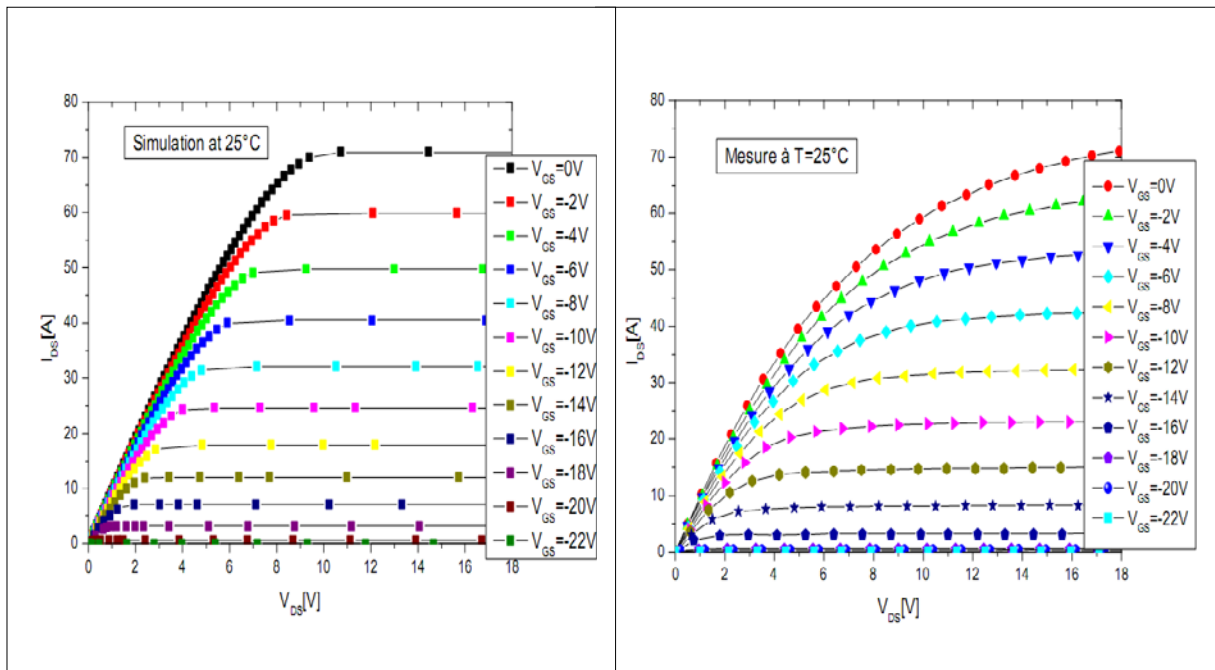 80
70
60
50
40
30
20
10
0
I_DS[A]
Simulation at 25°C
V_GS=0V
V_GS=-2V
V_GS=-4V
V_GS=-6V
V_GS=-8V
V_GS=-10V
V_GS=-12V
V_GS=-14V
V_GS=-16V
V_GS=-18V
V_GS=-20V
V_GS=-22V
0 2 4 6 8 10 12 14 16 18
V_DS[V]
80
70
60
50
40
30
20
10
0
I_DS[A]
Mesure à T=25°C
V_GS=0V
V_GS=-2V
V_GS=-4V
V_GS=-6V
V_GS=-8V
V_GS=-10V
V_GS=-12V
V_GS=-14V
V_GS=-16V
V_GS=-18V
V_GS=-20V
V_GS=-22V
0 2 4 6 8 10 12 14 16 18
V_DS[V]